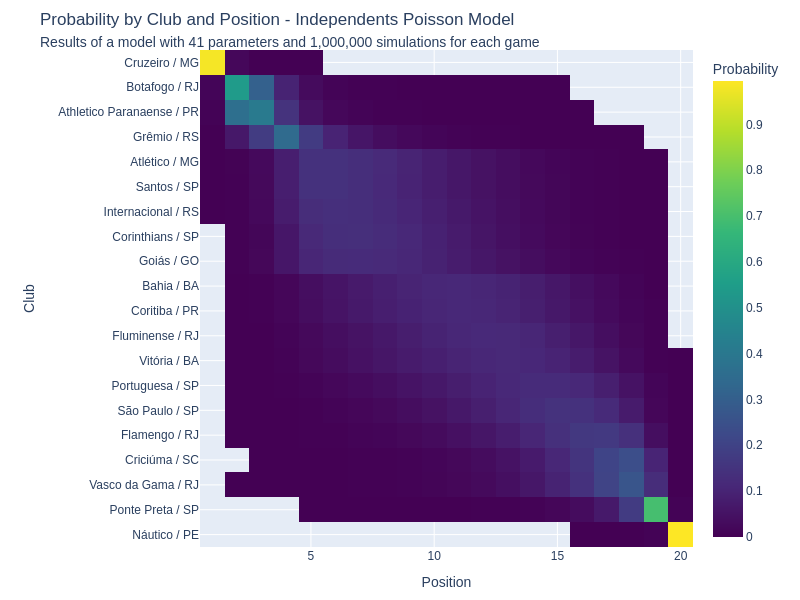 Probability by Club and Position - Independents Poisson Model
Results of a model with 41 parameters and 1,000,000 simulations for each game
Probability
Cruzeiro / MG
Botafogo / RJ
Athletico Paranaense / PR
Grêmio / RS
Atlético / MG
Santos / SP
Internacional / RS
Corinthians / SP
Goiás / GO
Bahia / BA
Coritiba / PR
Fluminense / RJ
Vitória / BA
Portuguesa / SP
São Paulo / SP
Flamengo / RJ
Criciúma / SC
Vasco da Gama / RJ
Ponte Preta / SP
Náutico / PE
Club
5
10
15
20
Position
0.9
0.8
0.7
0.6
0.5
0.4
0.3
0.2
0.1
0